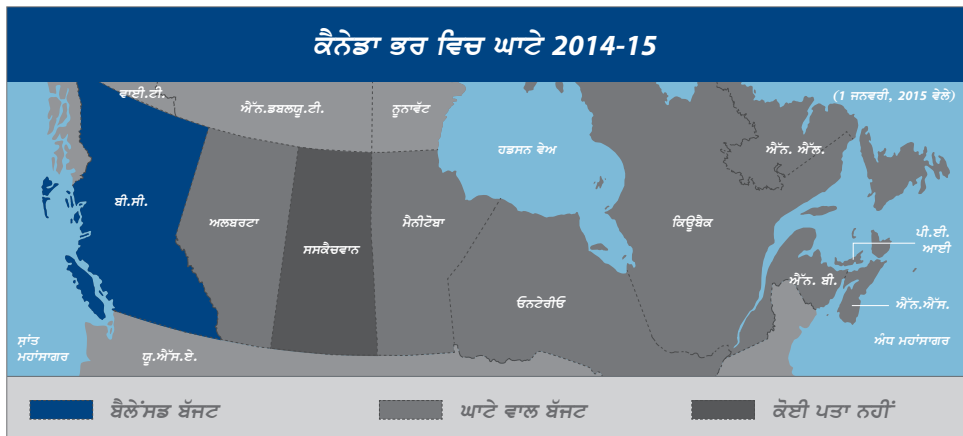 ਕੈਨੇਡਾ ਭਰ ਵਿਚ ਘਾਟੇ 2014-15
(1 ਜਨਵਰੀ, 2015 ਵੇਲੇ)
ਵਾਈ.ਟੀ.
ਐੱਨ.ਡਬਲਯੂ.ਟੀ.
ਨੂਨਾਵੱਟ
ਹਡਸਨ ਵੇਅ
ਐੱਨ. ਐੱਲ.
ਬੀ.ਸੀ.
ਅਲਬਰਟਾ
ਸਸਕੈਚਵਾਨ
ਮੈਨੀਟੋਬਾ
ਕਿਊਬੈਕ
ਪੀ.ਈ.
ਆਈ
ਐੱਨ. ਬੀ.
ਓਨਟੇਰੀਓ
ਐੱਨ.ਐੱਸ.
ਸ਼ਾਂਤ
ਮਹਾਂਸਾਗਰ
ਯੂ.ਐੱਸ.ਏ.
ਅੰਧ ਮਹਾਂਸਾਗਰ
ਬੈਲੇਂਸਡ ਬੱਜਟ
ਘਾਟੇ ਵਾਲ ਬੱਜਟ
ਕੋਈ ਪਤਾ ਨਹੀਂ